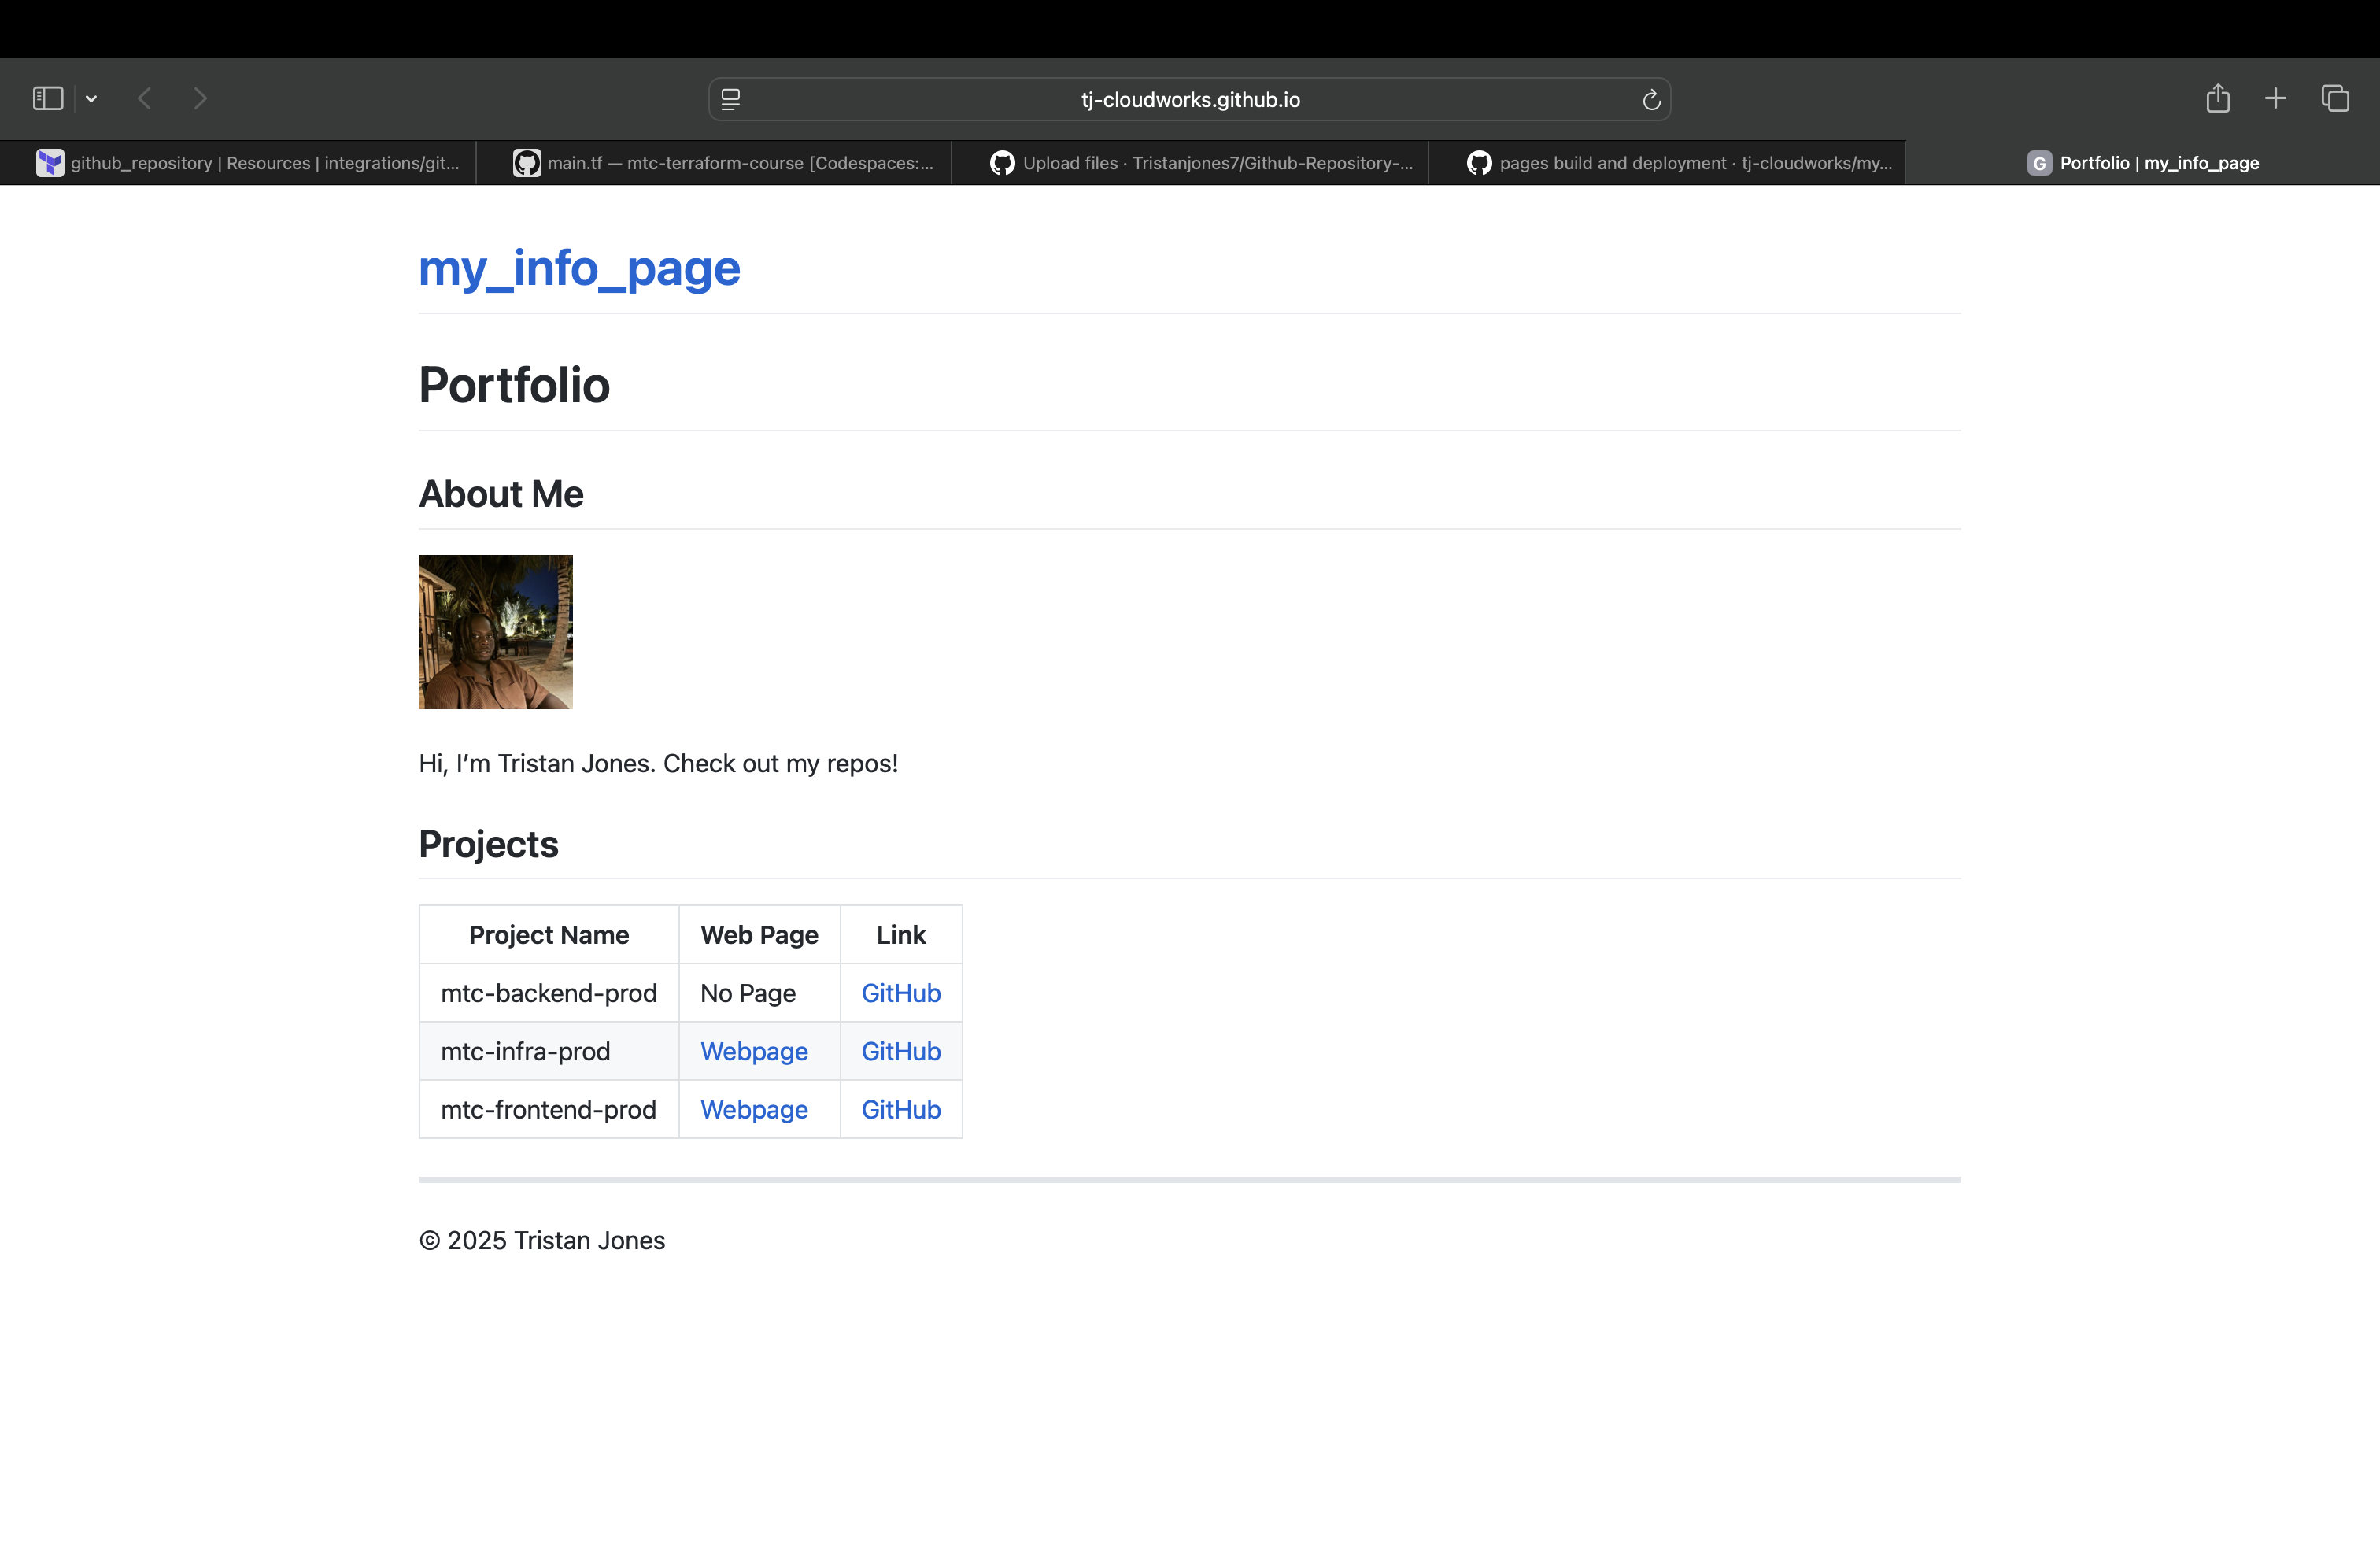 tj-cloudworks.github.io
github_repository | Resources | integrations/git...
main.tf — mtc-terraform-course [Codespaces:...
Upload files · Tristanjones7/Github-Repository-...
pages build and deployment · tj-cloudworks/my...
G Portfolio | my_info_page
my_info_page
Portfolio
About Me
Hi, I’m Tristan Jones. Check out my repos!
Projects
Project Name Web Page Link
mtc-backend-prod No Page GitHub
mtc-infra-prod Webpage GitHub
mtc-frontend-prod Webpage GitHub
© 2025 Tristan Jones